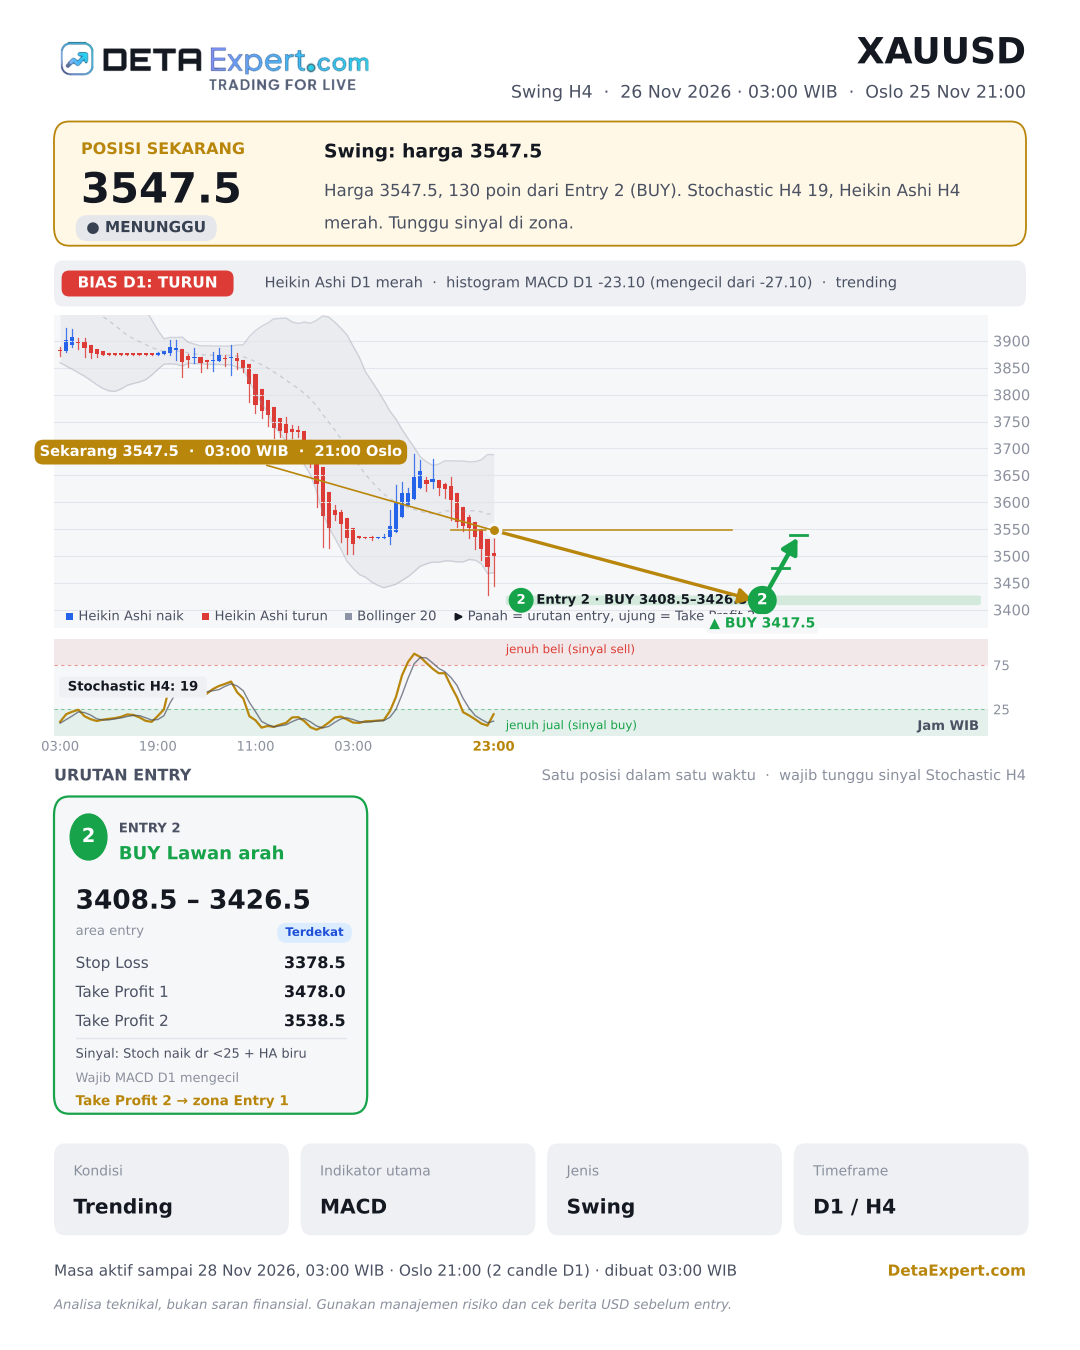 DETA Expert.com
TRADING FOR LIVE
XAUUSD
Swing H4 · 26 Nov 2026 · 03:00 WIB · Oslo 25 Nov 21:00
POSISI SEKARANG
3547.5
● MENUNGGU
Swing: harga 3547.5
Harga 3547.5, 130 poin dari Entry 2 (BUY). Stochastic H4 19, Heikin Ashi H4
merah. Tunggu sinyal di zona.
BIAS D1: TURUN
Heikin Ashi D1 merah · histogram MACD D1 -23.10 (mengecil dari -27.10) · trending
3900
3850
3800
3750
3700
3650
3600
3550
3500
3450
3400
Sekarang 3547.5 · 03:00 WIB · 21:00 Oslo
2
Entry 2 · BUY 3408.5–3426.5
2
Heikin Ashi naik
Heikin Ashi turun
Bollinger 20
Panah = urutan entry, ujung = Take Profit 2
▲ BUY 3417.5
jenuh beli (sinyal sell)
75
Stochastic H4: 19
25
jenuh jual (sinyal buy)
Jam WIB
03:00
19:00
11:00
03:00
23:00
URUTAN ENTRY
Satu posisi dalam satu waktu · wajib tunggu sinyal Stochastic H4
2
ENTRY 2
BUY Lawan arah
3408.5 – 3426.5
area entry
Terdekat
Stop Loss 3378.5
Take Profit 1 3478.0
Take Profit 2 3538.5
Sinyal: Stoch naik dr <25 + HA biru
Wajib MACD D1 mengecil
Take Profit 2 → zona Entry 1
Kondisi
Trending
Indikator utama
MACD
Jenis
Swing
Timeframe
D1 / H4
Masa aktif sampai 28 Nov 2026, 03:00 WIB · Oslo 21:00 (2 candle D1) · dibuat 03:00 WIB
DetaExpert.com
Analisa teknikal, bukan saran finansial. Gunakan manajemen risiko dan cek berita USD sebelum entry.